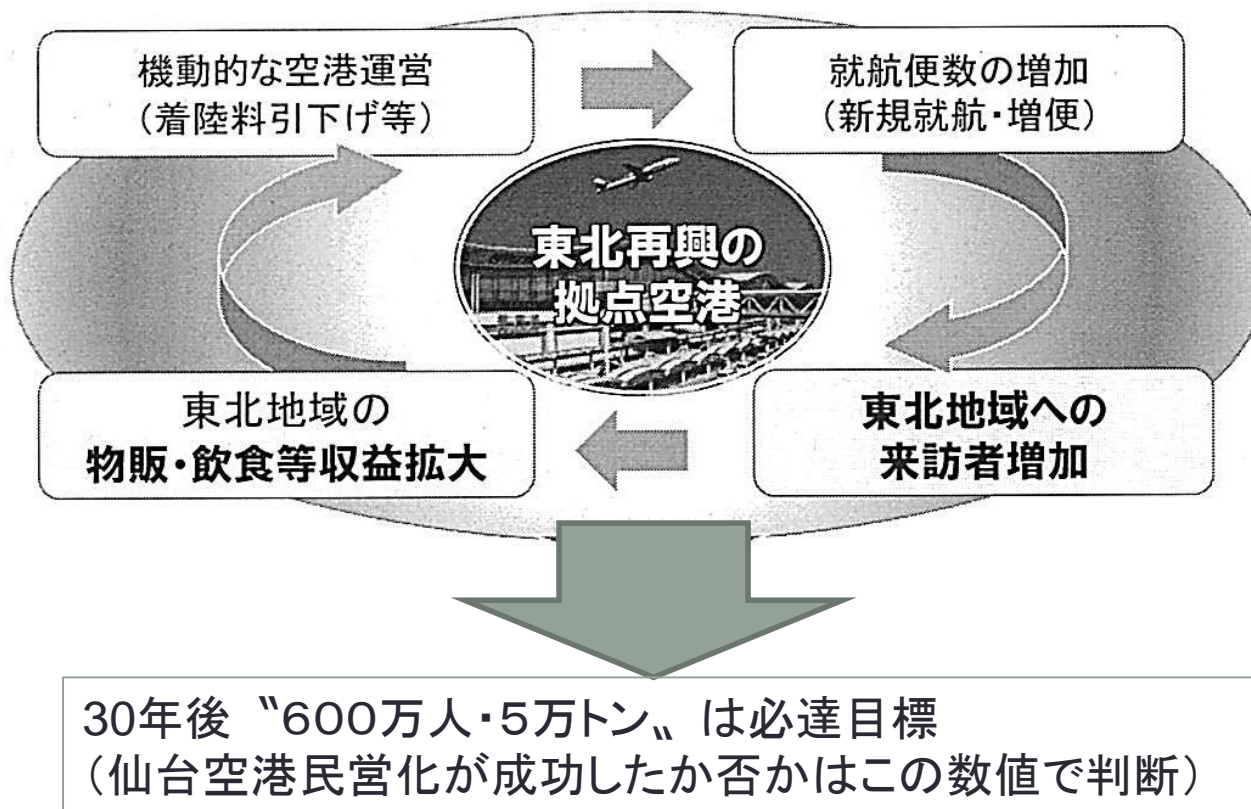 機動的な空港運営
(着陸料引下げ等)
就航便数の増加
(新規就航・増便)
東北再興の
拠点空港
東北地域の
物販・飲食等収益拡大
東北地域への
来訪者増加
30年後〝600万人・5万トン〟は必達目標
(仙台空港民営化が成功したか否かはこの数値で判断)